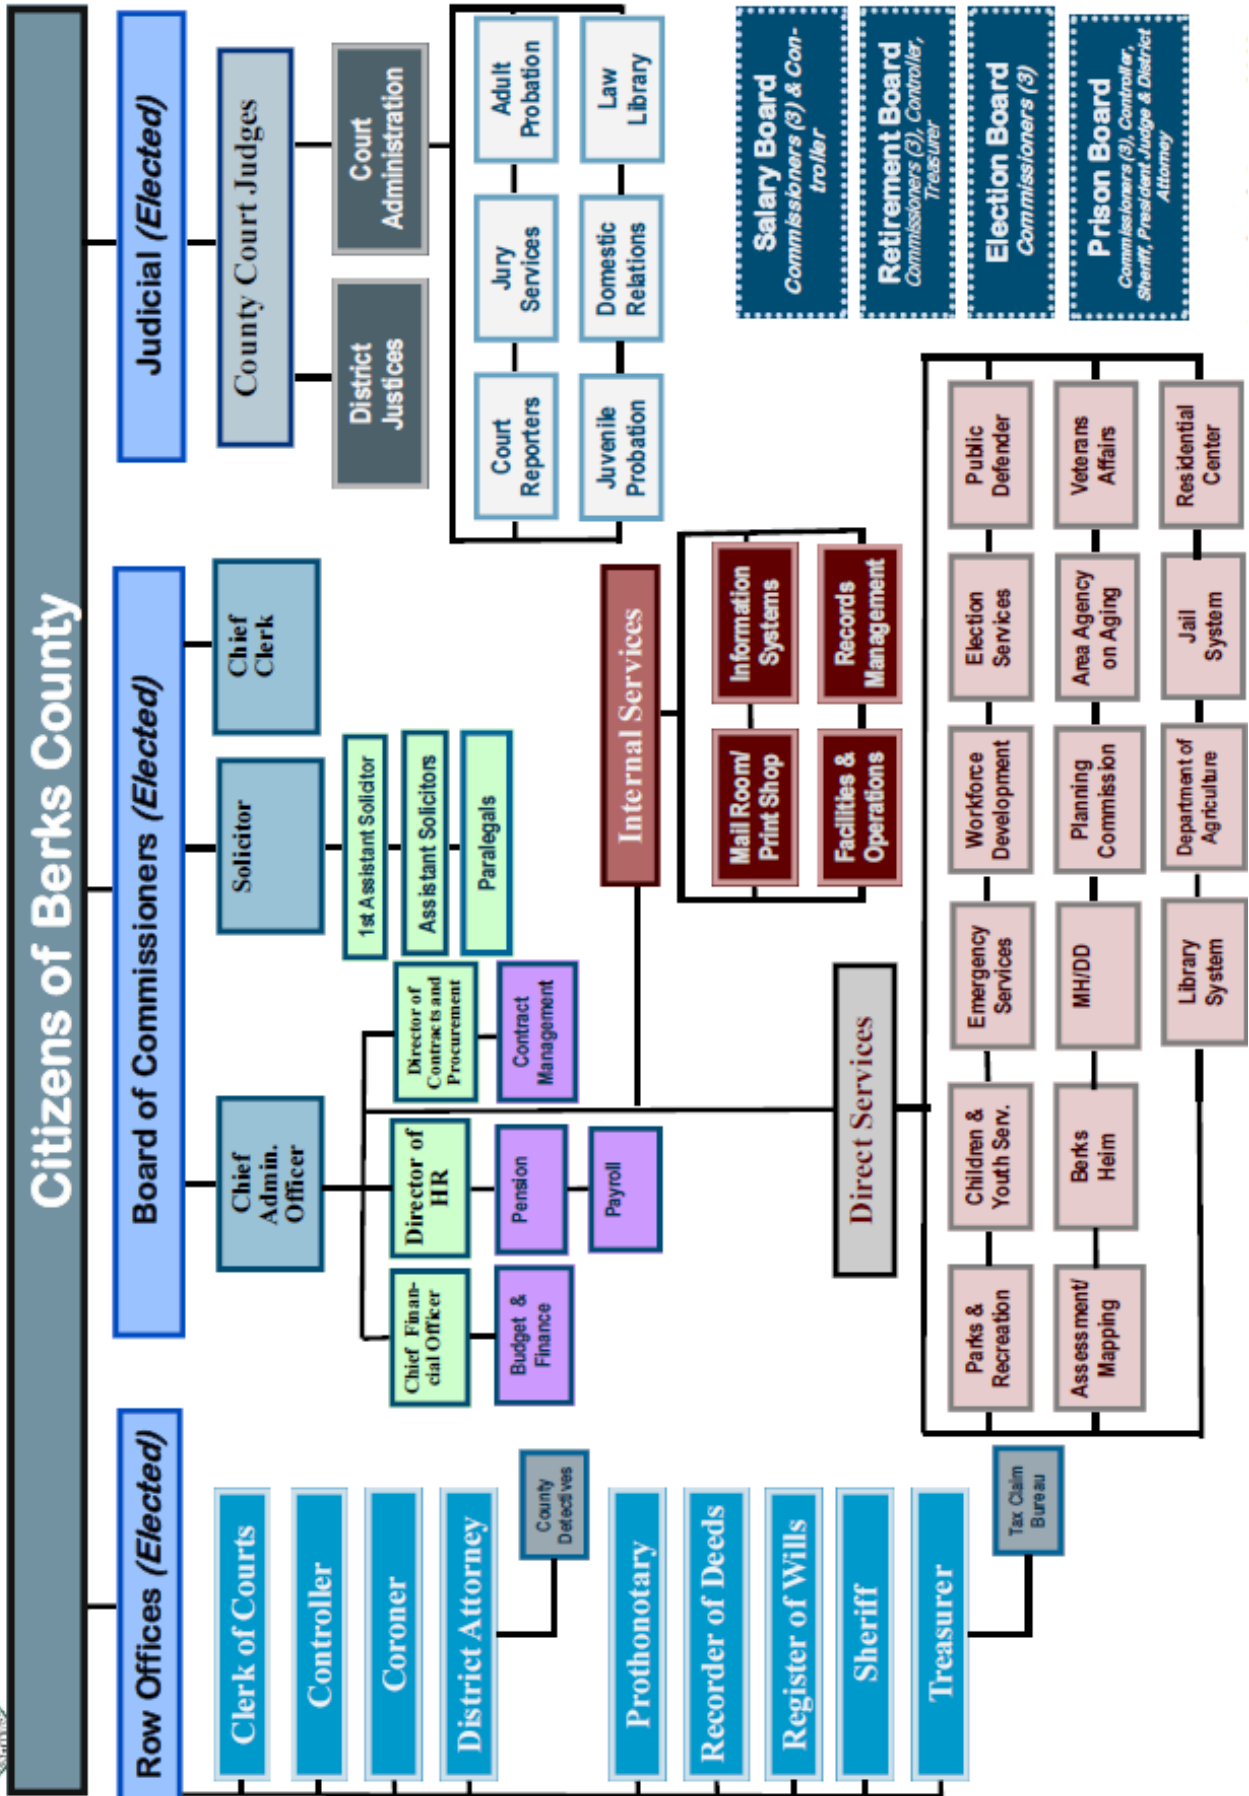 Citizens of Berks County
Row Offices (Elected)
Clerk of Courts
Controller
Coroner
District Attorney
County
Detectives
Prothonotary
Recorder of Deeds
Register of Wills
Sheriff
Treasurer
Tax Claim
Bureau
Board of Commissioners (Elected)
Chief
Admin.
Officer
Solicitor
Chief
Clerk
1st Assistant Solicitor
Assistant Solicitors
Paralegals
Chief Finan-
cial Officer
Director of
HR
Director of
Contracts and
Procurement
Budget &
Finance
Pension
Payroll
Contract
Management
Internal Services
Mail Room/
Print Shop
Information
Systems
Facilities &
Operations
Records
Management
Direct Services
Parks &
Recreation
Children &
Youth Serv.
Emergency
Services
Workforce
Development
Election
Services
Public
Defender
Assessment/
Mapping
Berks
Heim
MH/DD
Planning
Commission
Area Agency
on Aging
Veterans
Affairs
Library
System
Department of
Agriculture
Jail
System
Residential
Center
Judicial (Elected)
County Court Judges
District
Justices
Court
Administration
Court
Reporters
Jury
Services
Adult
Probation
Juvenile
Probation
Domestic
Relations
Law
Library
Salary Board
Commissioners (3) & Con-
troller
Retirement Board
Commissioners (3), Controller,
Treasurer
Election Board
Commissioners (3)
Prison Board
Commissioners (3), Controller,
Sheriff, President Judge & District
Attorney